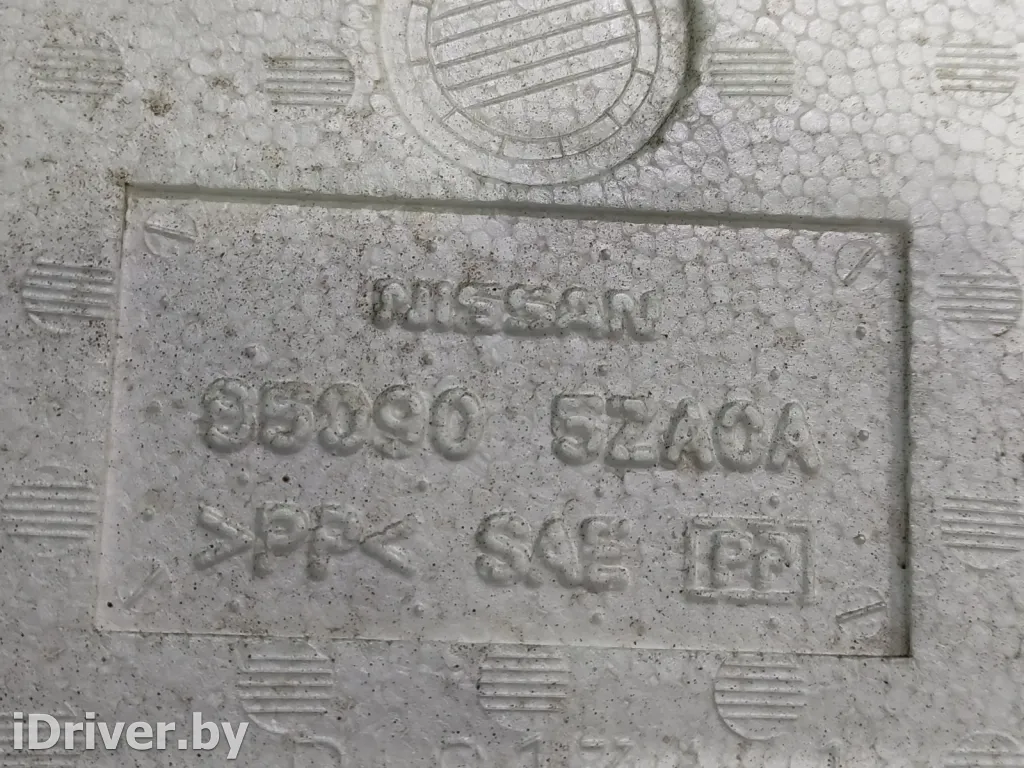 NISSAN
85090 5ZA0A
>PP< SAE PP
iDriver.by